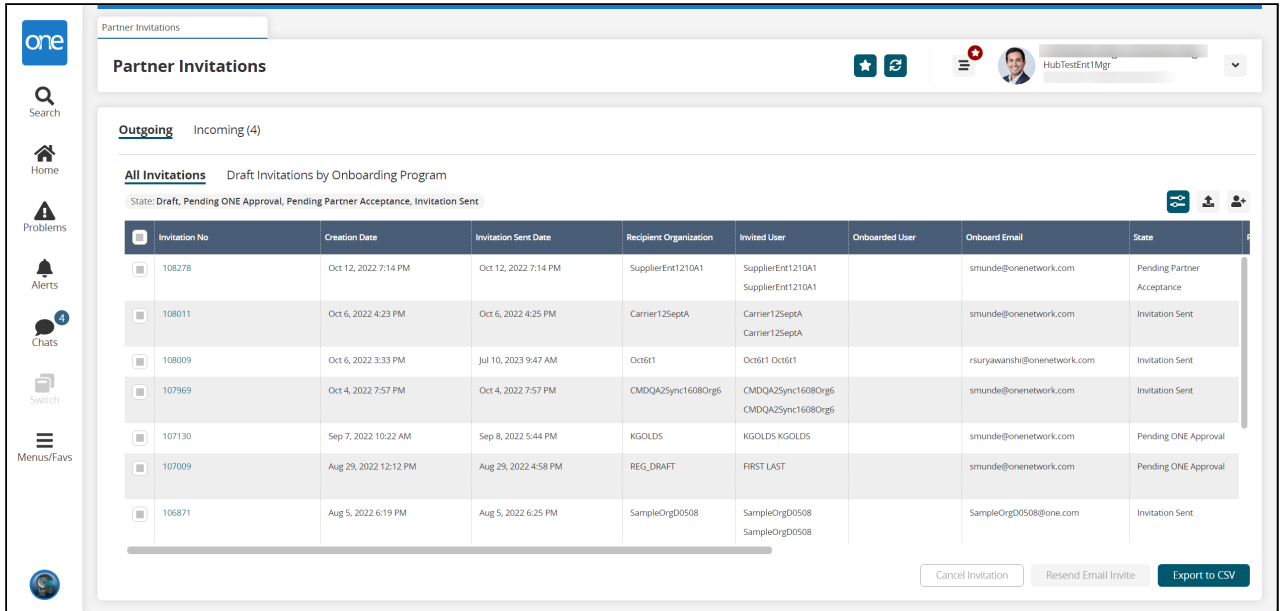 Partner Invitations
one
Partner Invitations
HubTestEnt1Mgr
Search
Home
Problems
Alerts
4
Chats
Switch
Menus/Favs
Outgoing Incoming (4)
All Invitations Draft Invitations by Onboarding Program
State: Draft, Pending ONE Approval, Pending Partner Acceptance, Invitation Sent
Invitation No Creation Date Invitation Sent Date Recipient Organization Invited User Onboarded User Onboard Email State
108278 Oct 12, 2022 7:14 PM Oct 12, 2022 7:14 PM SupplierEnt1210A1 SupplierEnt1210A1 smunde@onenetwork.com Pending Partner
SupplierEnt1210A1 Acceptance
108011 Oct 6, 2022 4:23 PM Oct 6, 2022 4:25 PM Carrier12SeptA Carrier12SeptA smunde@onenetwork.com Invitation Sent
Carrier12SeptA
108009 Oct 6, 2022 3:33 PM Jul 10, 2023 9:47 AM Oct6t1 Oct6t1 Oct6t1 rsuryawanshi@onenetwork.com Invitation Sent
107969 Oct 4, 2022 7:57 PM Oct 4, 2022 7:57 PM CMDQA2Sync1608Org6 CMDQA2Sync1608Org6 smunde@onenetwork.com Invitation Sent
CMDQA2Sync1608Org6
107130 Sep 7, 2022 10:22 AM Sep 8, 2022 5:44 PM KGOLDS KGOLDS KGOLDS smunde@onenetwork.com Pending ONE Approval
107009 Aug 29, 2022 12:12 PM Aug 29, 2022 4:58 PM REG_DRAFT FIRST LAST smunde@onenetwork.com Pending ONE Approval
106871 Aug 5, 2022 6:19 PM Aug 5, 2022 6:25 PM SampleOrgD0508 SampleOrgD0508 SampleOrgD0508@one.com Invitation Sent
SampleOrgD0508
Cancel Invitation Resend Email Invite Export to CSV